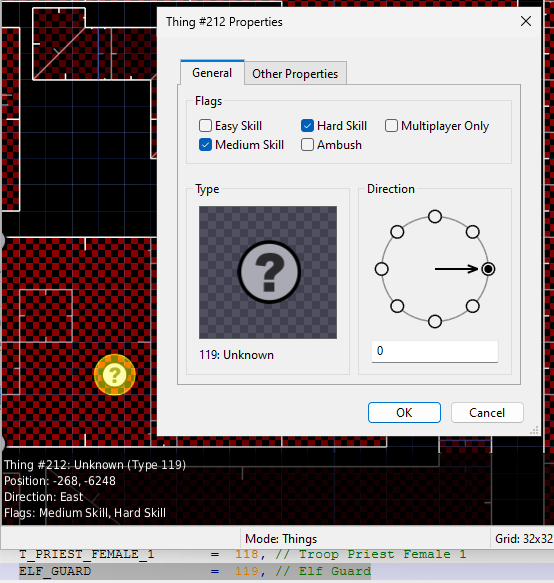 Thing #212 Properties
General
Other Properties
Flags
Easy Skill
Hard Skill
Multiplayer Only
Medium Skill
Ambush
Type
Direction
?
119: Unknown
0
OK
Cancel
?
Thing #212: Unknown (Type 119)
Position: -268, -6248
Direction: East
Flags: Medium Skill, Hard Skill
Mode: Things
Grid: 32x32
T_PRIEST_FEMALE_1 = 118, // Troop Priest Female 1
ELF_GUARD = 119, // Elf Guard